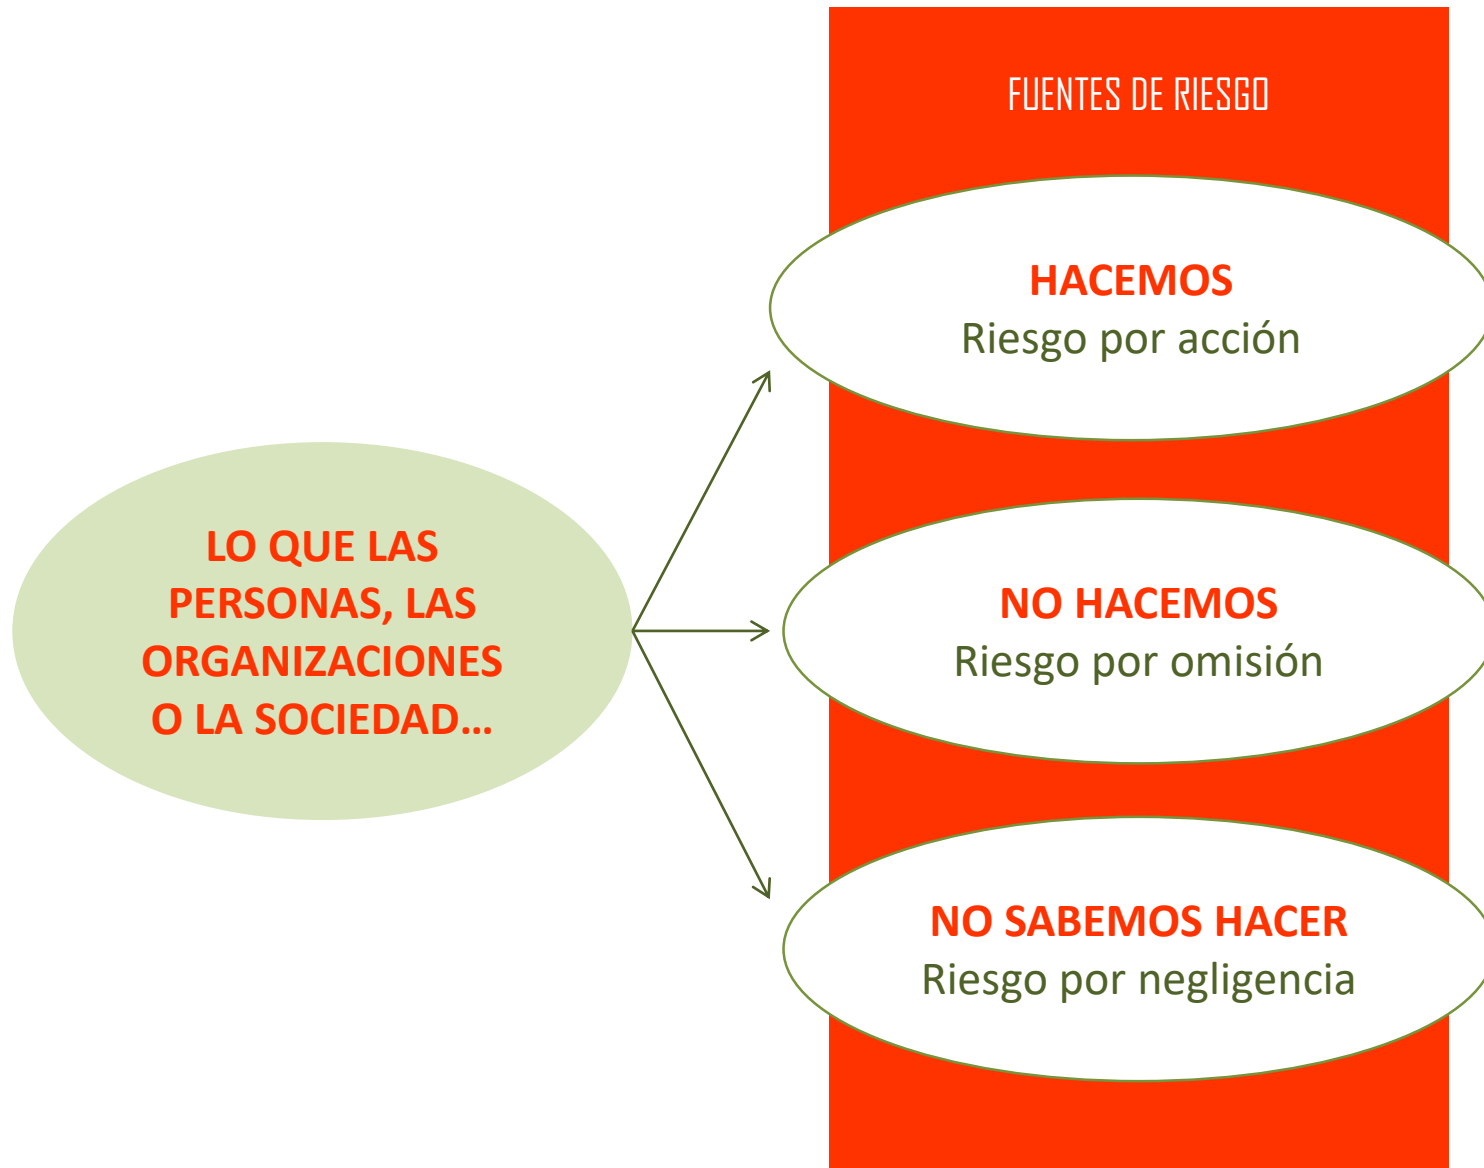 FUENTES DE RIESGO
HACEMOS
Riesgo por acción
LO QUE LAS
PERSONAS, LAS
ORGANIZACIONES
O LA SOCIEDAD...
NO HACEMOS
Riesgo por omisión
NO SABEMOS HACER
Riesgo por negligencia